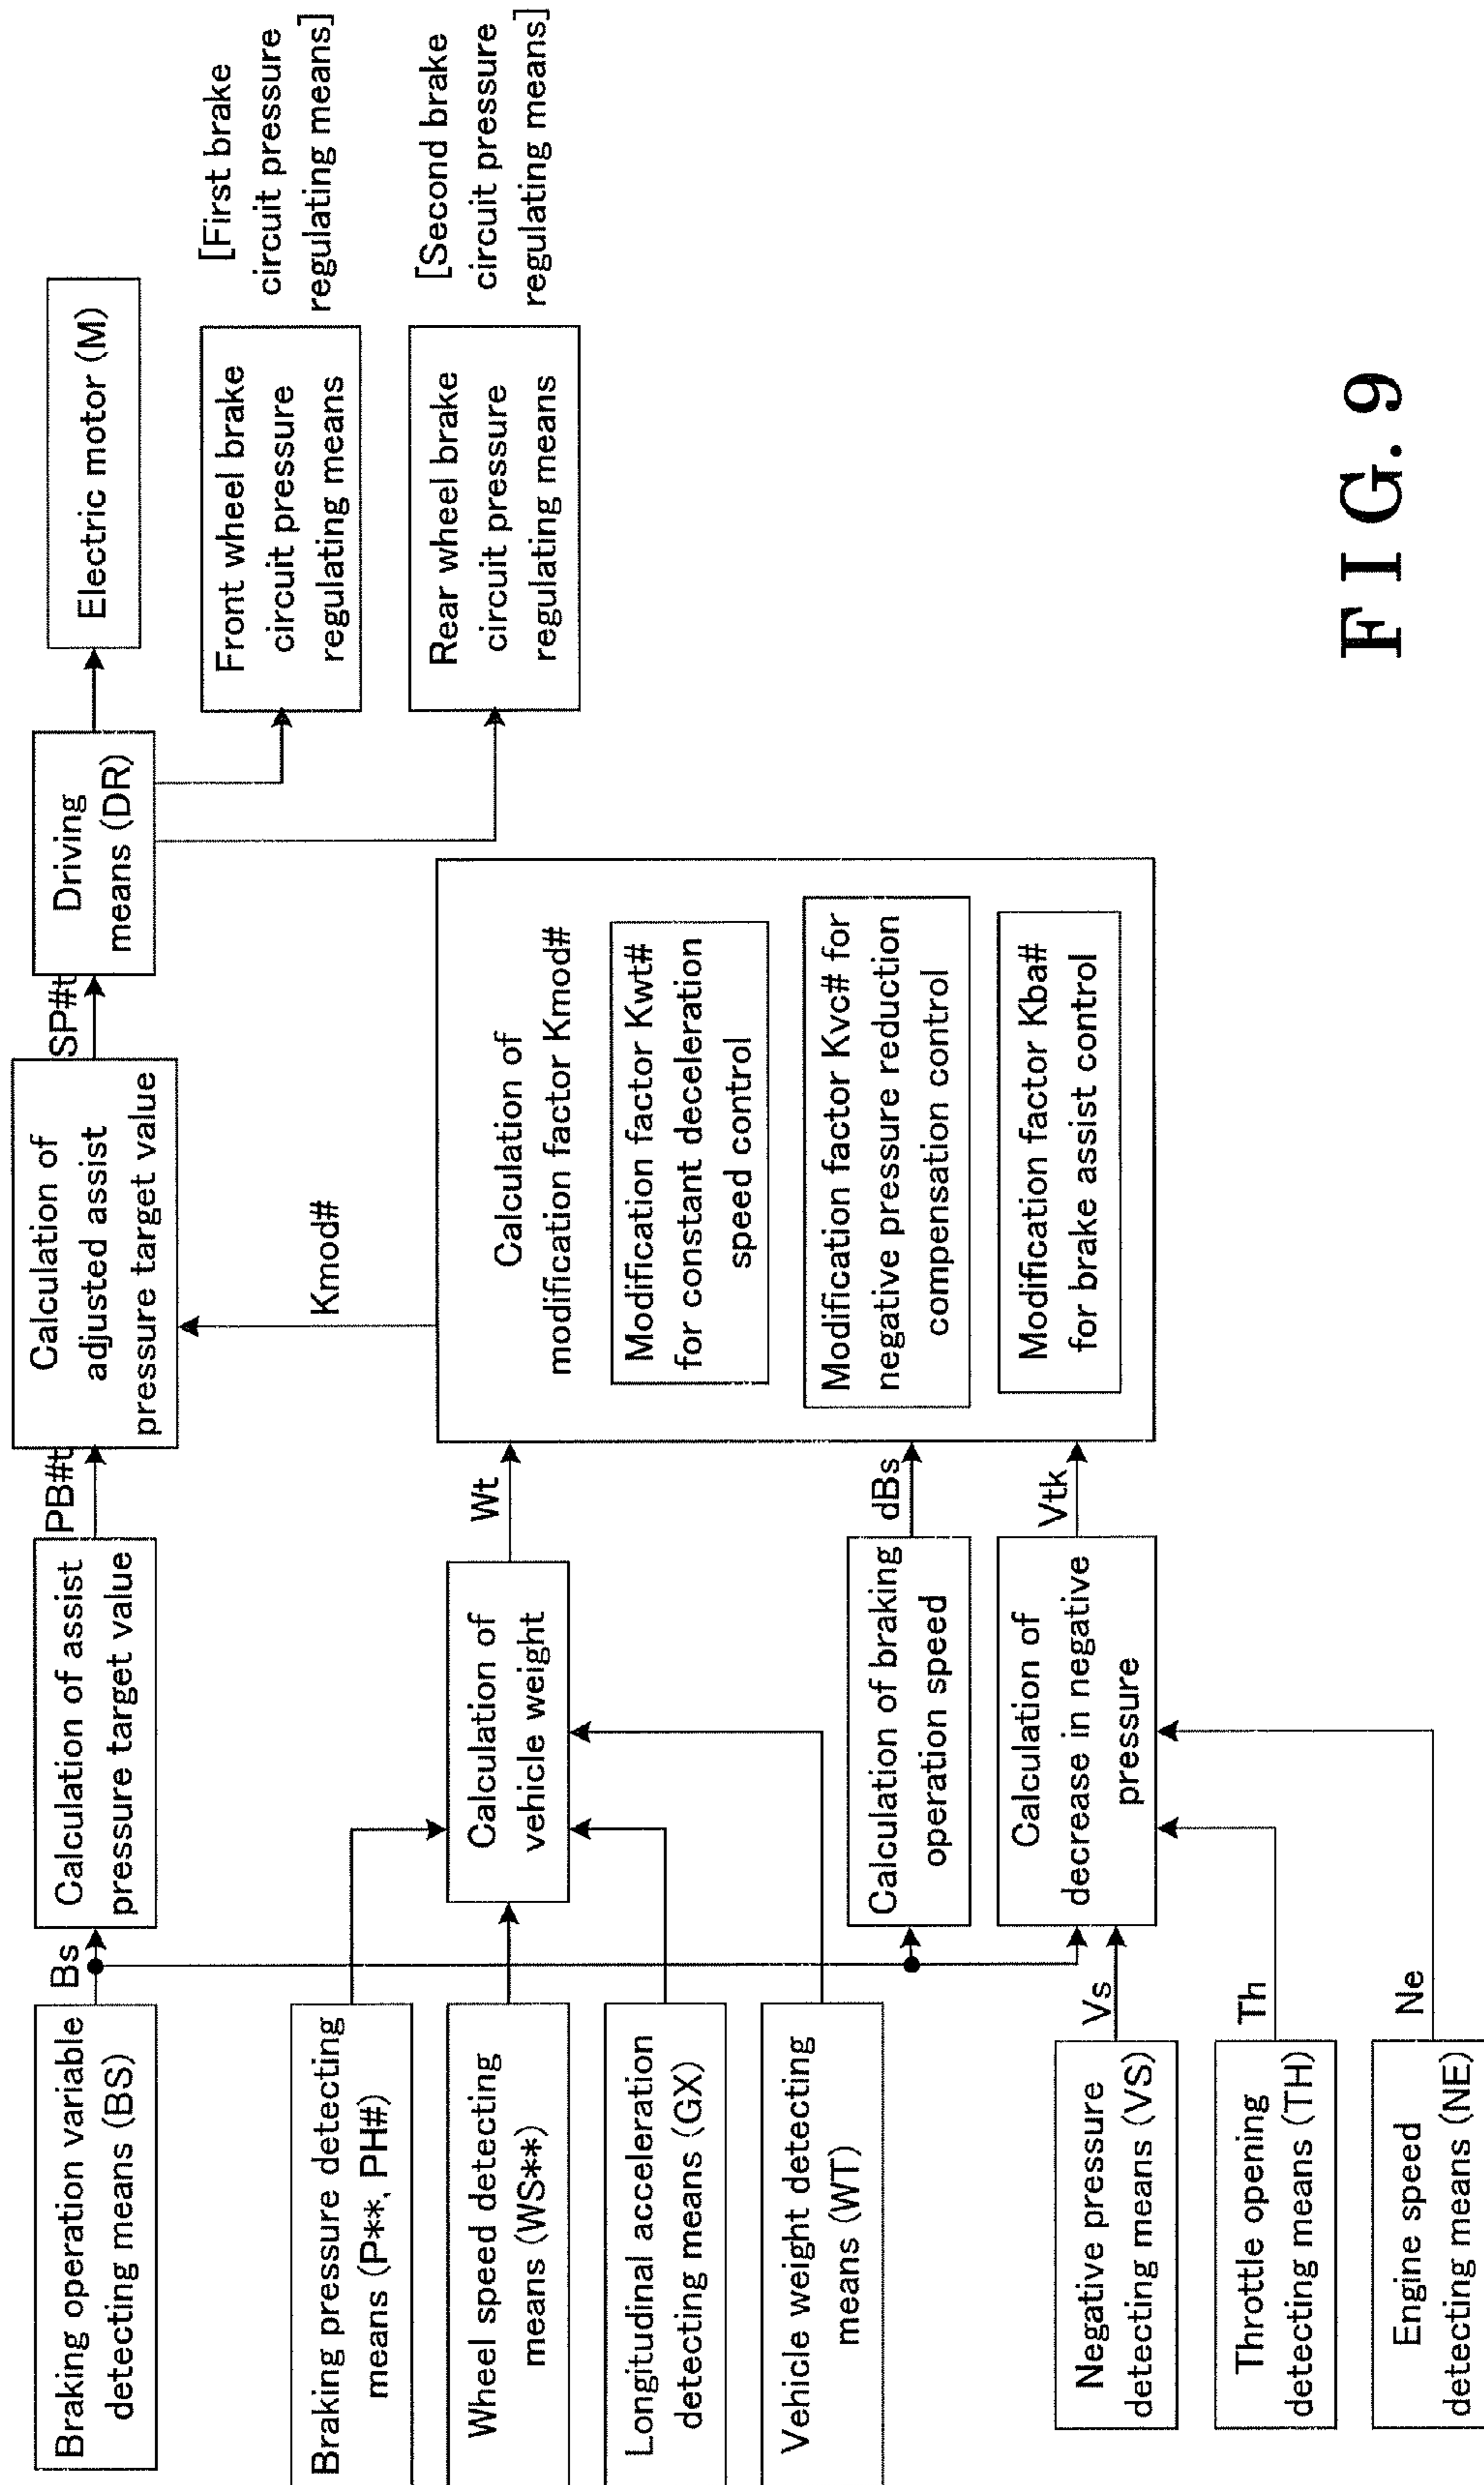 Braking operation variable
detecting means (BS)
Bs
Calculation of assist
pressure target value
PB#t
Calculation of
adjusted assist
pressure target value
SP#t
Driving
means (DR)
Electric motor (M)
Front wheel brake
circuit pressure
regulating means
[First brake
circuit pressure
regulating means]
Rear wheel brake
circuit pressure
regulating means
[Second brake
circuit pressure
regulating means]
Kmod#
Braking pressure detecting
means (P**, PH#)
Wheel speed detecting
means (WS**)
Longitudinal acceleration
detecting means (GX)
Vehicle weight detecting
means (WT)
Calculation of
vehicle weight
Wt
Calculation of
modification factor Kmod#
Modification factor Kwt#
for constant deceleration
speed control
Modification factor Kvc# for
negative pressure reduction
compensation control
Modification factor Kba#
for brake assist control
Calculation of braking
operation speed
dBs
Calculation of
decrease in negative
pressure
Vtk
Negative pressure
detecting means (VS)
Vs
Throttle opening
detecting means (TH)
Th
Engine speed
detecting means (NE)
Ne
FIG. 9